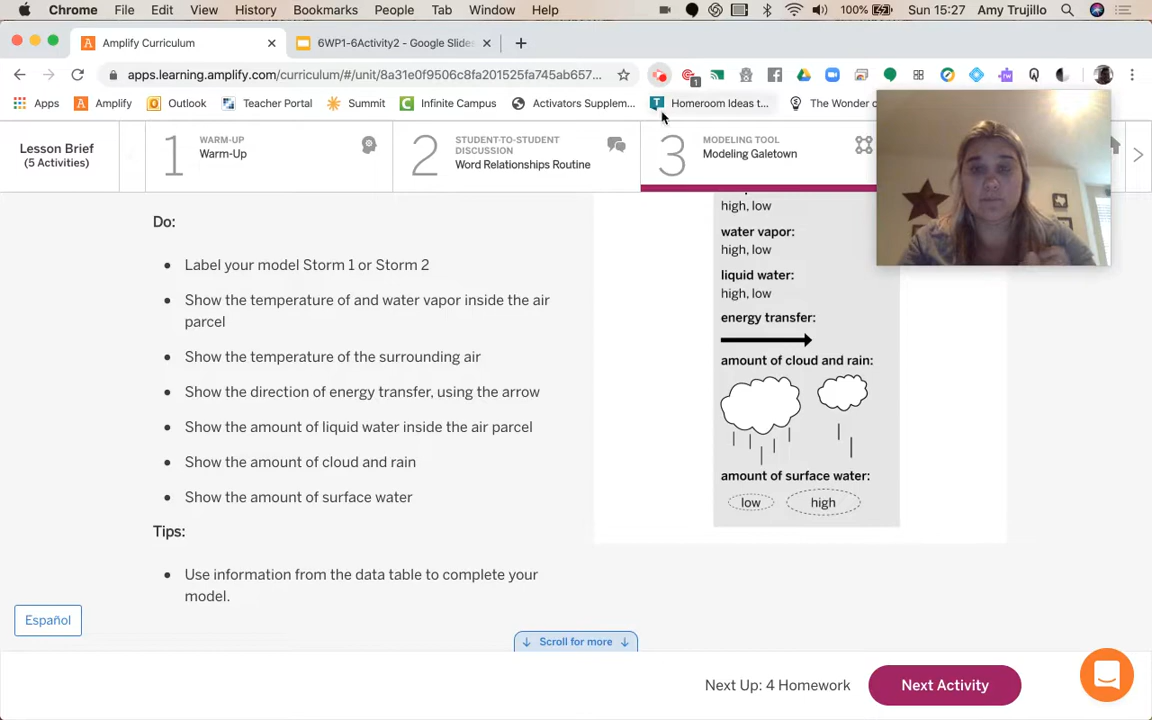 Chrome File Edit View History Bookmarks People Tab Window Help 100% Sun 15:27 Amy Trujillo
Amplify Curriculum 6WP1-6Activity2 - Google Slides
apps.learning.amplify.com/curriculum/#/unit/8a31e0f9506c8fa201525fa745ab657... 1
Apps Amplify Outlook Teacher Portal Summit Infinite Campus Activators Supplem... Homeroom Ideas t... The Wonder o
Lesson Brief
(5 Activities)
1 WARM-UP
Warm-Up
2 STUDENT-TO-STUDENT
DISCUSSION
Word Relationships Routine
3 MODELING TOOL
Modeling Galetown
Do:
• Label your model Storm 1 or Storm 2
• Show the temperature of and water vapor inside the air
parcel
• Show the temperature of the surrounding air
• Show the direction of energy transfer, using the arrow
• Show the amount of liquid water inside the air parcel
• Show the amount of cloud and rain
• Show the amount of surface water
Tips:
• Use information from the data table to complete your
model.
high, low
water vapor:
high, low
liquid water:
high, low
energy transfer:
amount of cloud and rain:
amount of surface water:
low high
Español
Scroll for more
Next Up: 4 Homework
Next Activity